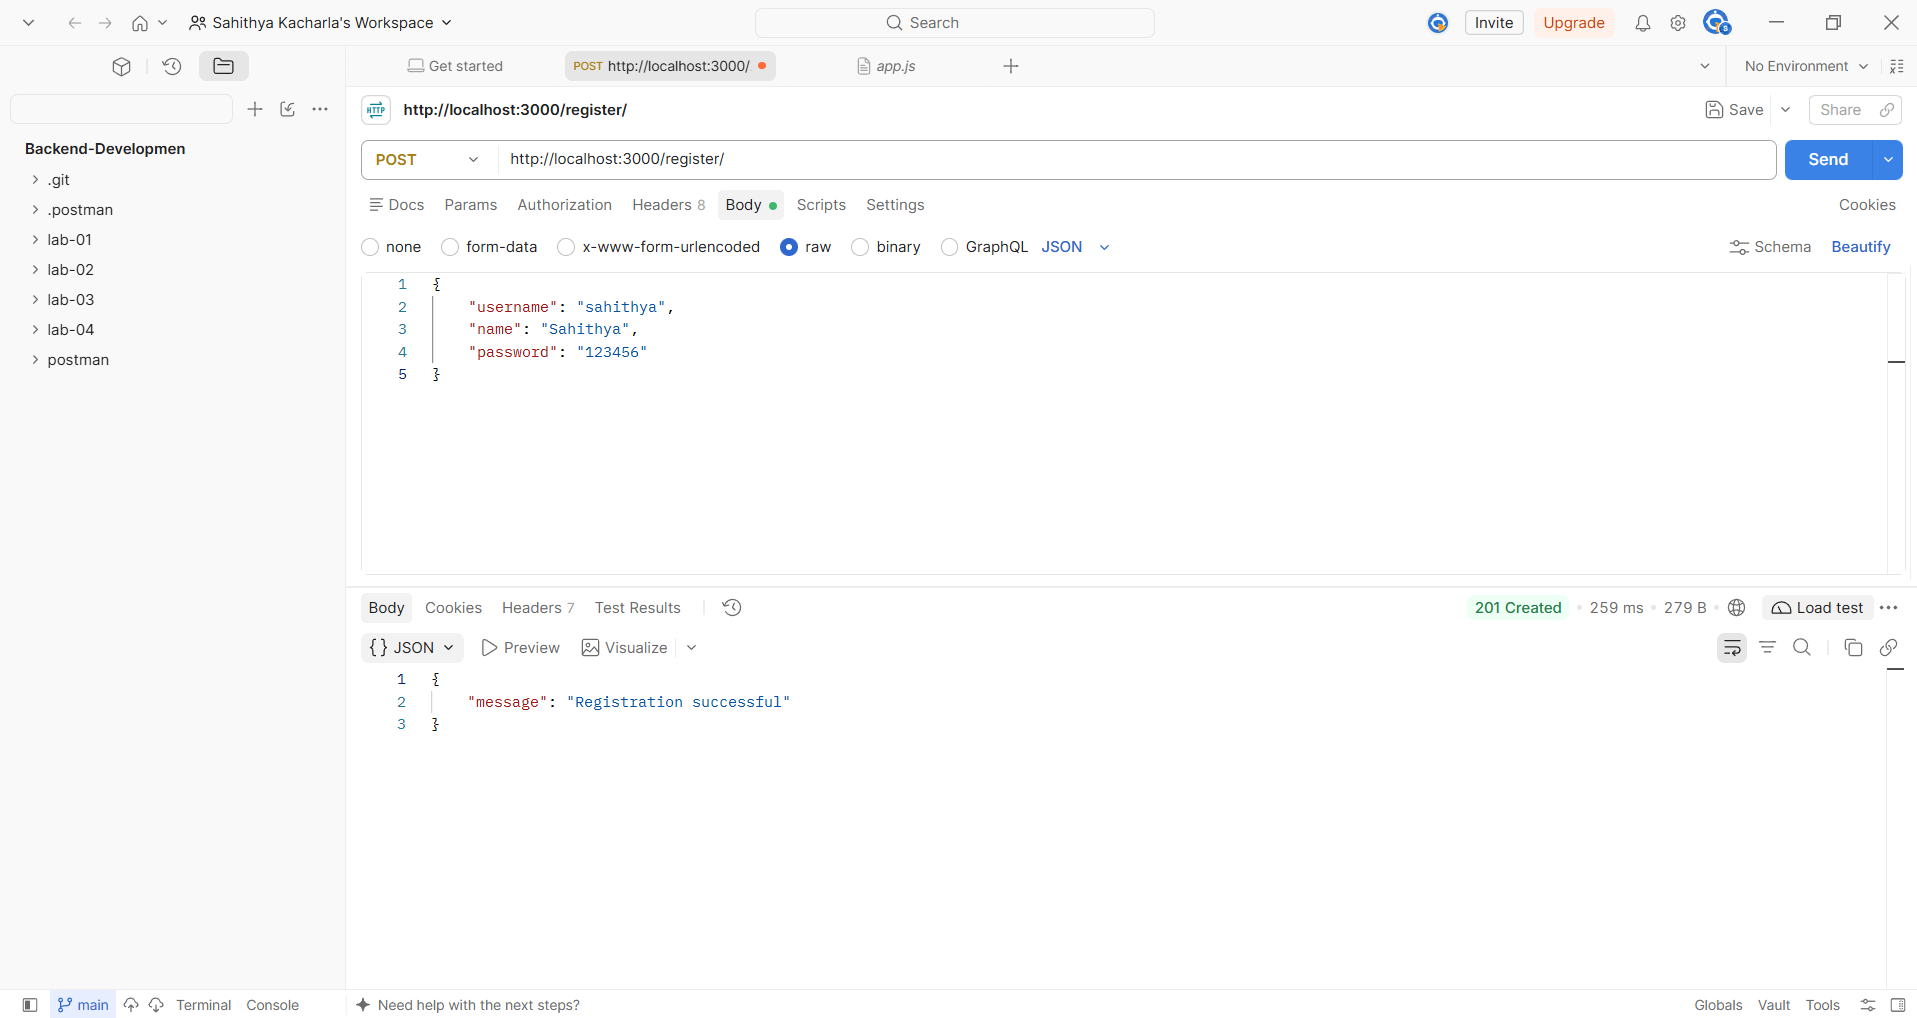 Sahithya Kacharla's Workspace
Search
Invite
Upgrade
Get started
POST http://localhost:3000/
app.js
No Environment
HTTP http://localhost:3000/register/
Save
Share
Backend-Developmen
.git
.postman
lab-01
lab-02
lab-03
lab-04
postman
POST http://localhost:3000/register/
Send
Docs Params Authorization Headers 8 Body Scripts Settings
Cookies
none form-data x-www-form-urlencoded raw binary GraphQL JSON
Schema Beautify
1 {
2 "username": "sahithya",
3 "name": "Sahithya",
4 "password": "123456"
5 }
Body Cookies Headers 7 Test Results
201 Created 259 ms 279 B Load test
{} JSON Preview Visualize
1 {
2 "message": "Registration successful"
3 }
main Terminal Console
Need help with the next steps?
Globals Vault Tools